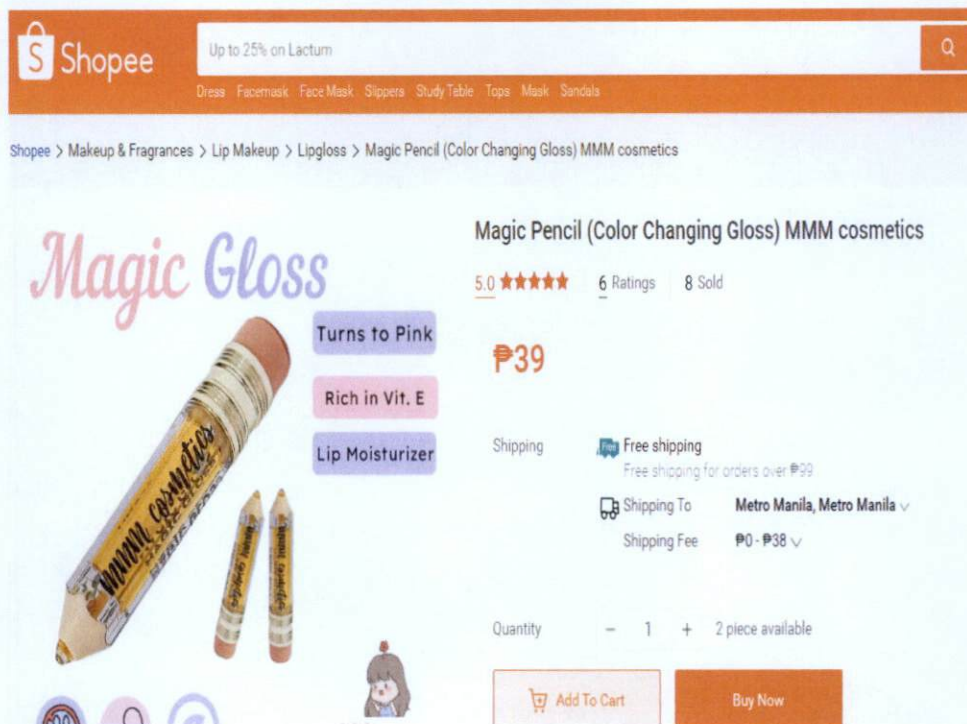 Shopee
Up to 25% on Lactum
Dress Facemask Face Mask Slippers Study Table Tops Mask Sandals
Shopee > Makeup & Fragrances > Lip Makeup > Lipgloss > Magic Pencil (Color Changing Gloss) MMM cosmetics
Magic Gloss
Turns to Pink
Rich in Vit. E
Lip Moisturizer
mmm cosmetics
Magic Pencil (Color Changing Gloss) MMM cosmetics
5.0 6 Ratings 8 Sold
₱39
Shipping Free Free shipping
Free shipping for orders over ₱99
Shipping To Metro Manila, Metro Manila
Shipping Fee ₱0 - ₱38
Quantity − 1 + 2 piece available
Add To Cart Buy Now